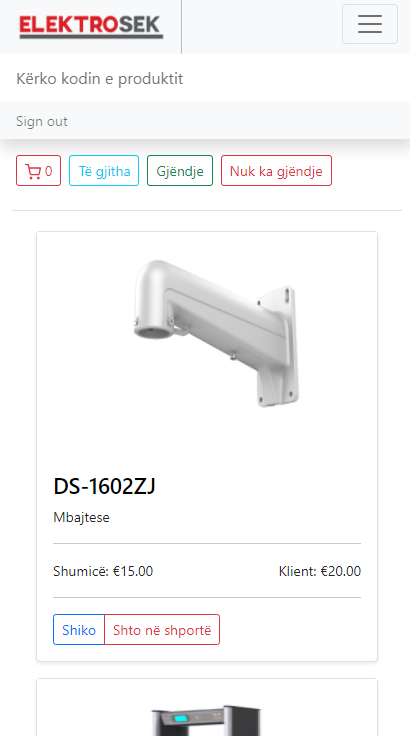 ELEKTROSEK
Kërko kodin e produktit
Sign out
0 Të gjitha Gjëndje Nuk ka gjëndje
DS-1602ZJ
Mbajtese
Shumicë: €15.00 Klient: €20.00
Shiko Shto në shportë